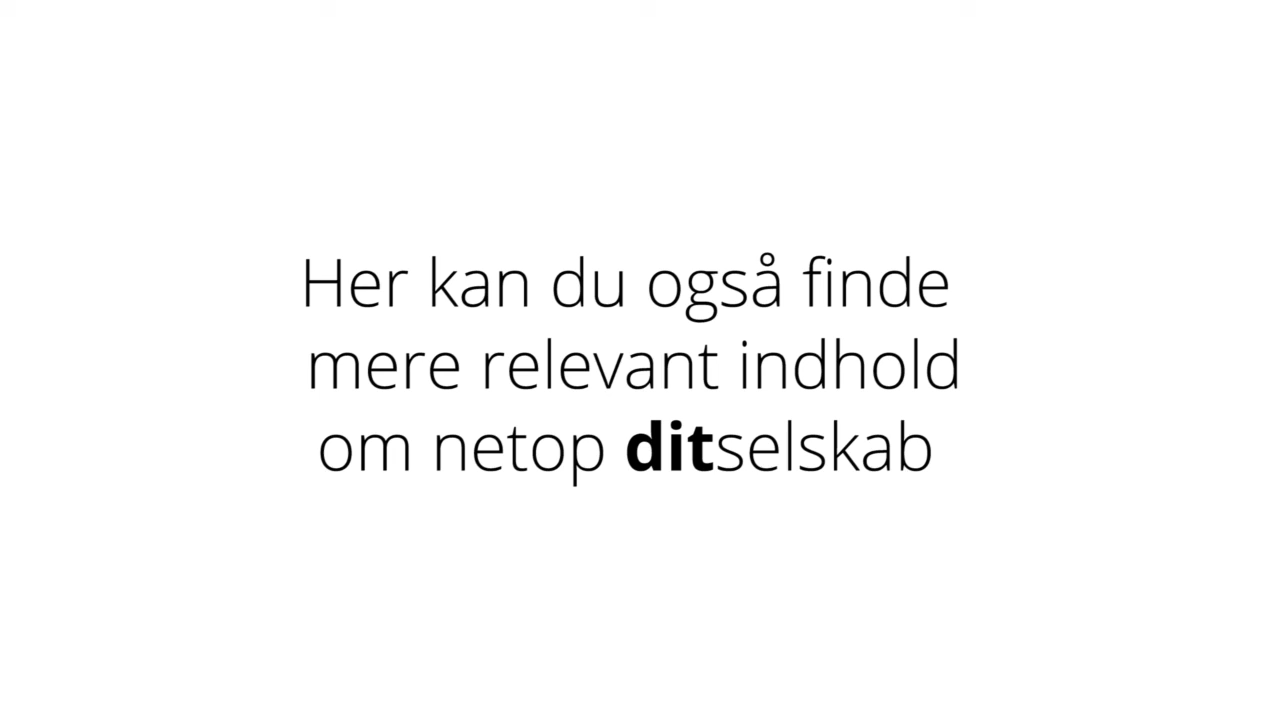 Her kan du også finde
mere relevant indhold
om netop ditselskab